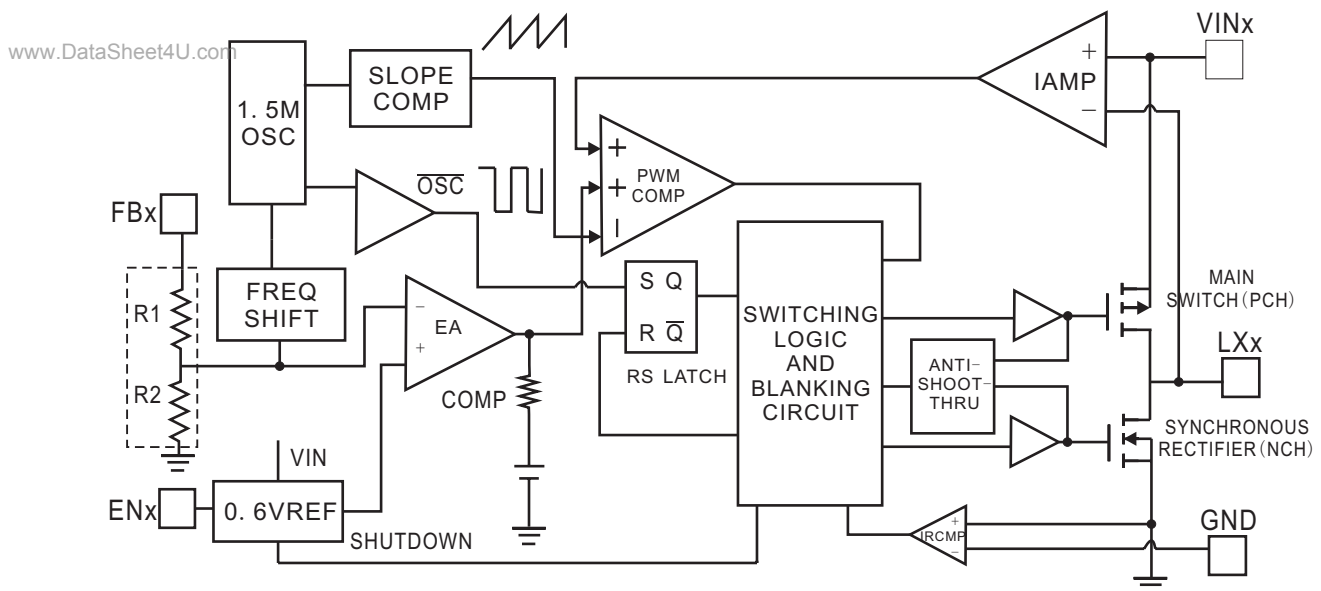 www.DataSheet4U.com
1. 5M
OSC
SLOPE
COMP
IAMP
+
−
VINx
+
+
−
PWM
COMP
OSC
FBx
FREQ
SHIFT
R1
R2
−
EA
+
COMP
S Q
R Q
RS LATCH
SWITCHING
LOGIC
AND
BLANKING
CIRCUIT
ANTI−
SHOOT−
THRU
MAIN
SWITCH(PCH)
LXx
SYNCHRONOUS
RECTIFIER(NCH)
VIN
ENx
0. 6VREF
SHUTDOWN
+
IRCMP
−
GND